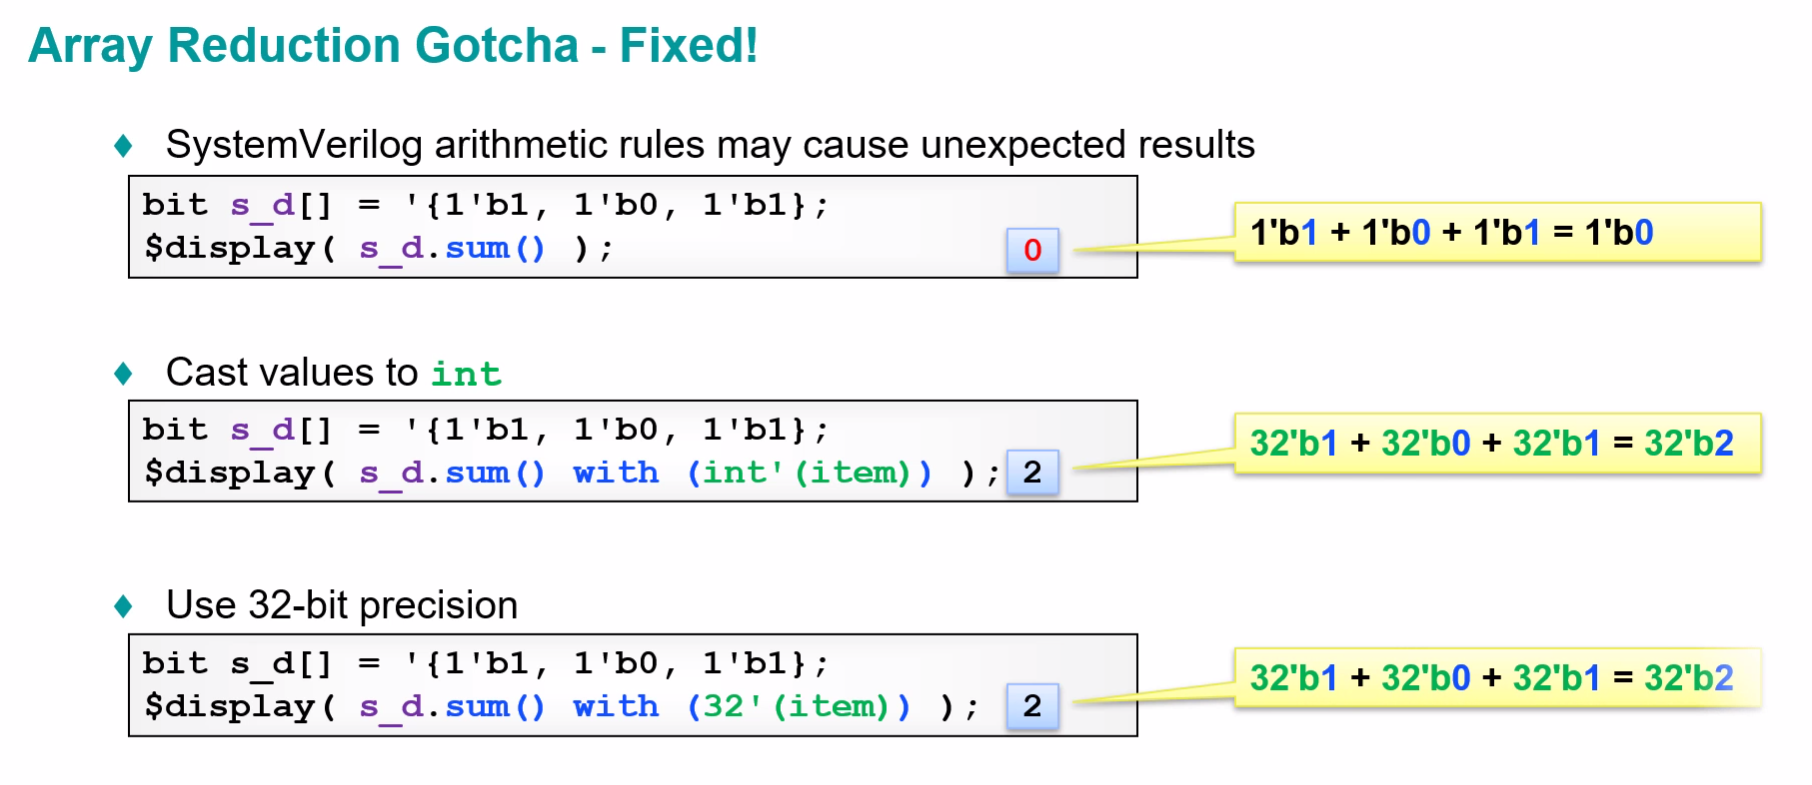 Array Reduction Gotcha - Fixed!
♦ SystemVerilog arithmetic rules may cause unexpected results
bit s_d[] = '{1'b1, 1'b0, 1'b1};
$display( s_d.sum() );
0
1'b1 + 1'b0 + 1'b1 = 1'b0
♦ Cast values to int
bit s_d[] = '{1'b1, 1'b0, 1'b1};
$display( s_d.sum() with (int'(item)) );
2
32'b1 + 32'b0 + 32'b1 = 32'b2
♦ Use 32-bit precision
bit s_d[] = '{1'b1, 1'b0, 1'b1};
$display( s_d.sum() with (32'(item)) );
2
32'b1 + 32'b0 + 32'b1 = 32'b2